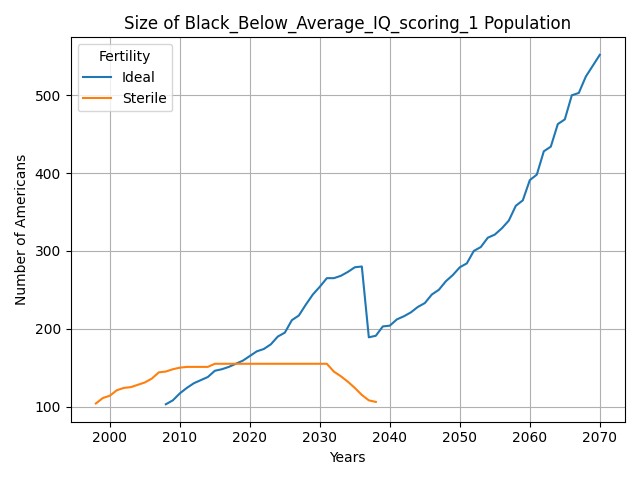 Size of Black_Below_Average_IQ_scoring_1 Population
Fertility
Ideal
Sterile
Number of Americans
500
400
300
200
100
2000 2010 2020 2030 2040 2050 2060 2070
Years